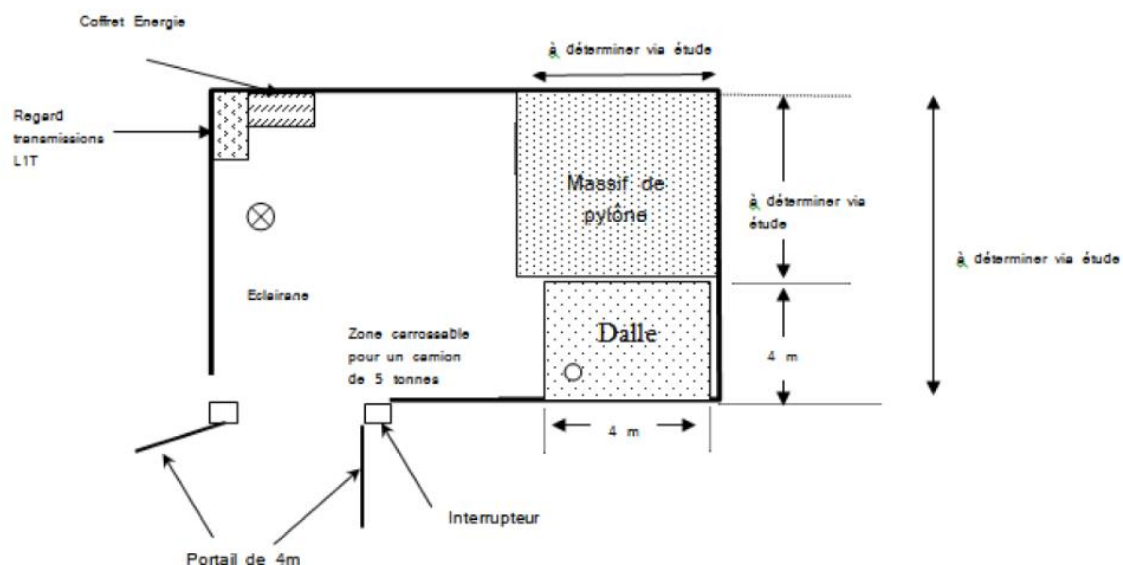 Coffret Energie
à déterminer via étude
Regard
transmissions
L1T
Massif de
pylône
à déterminer via
étude
à déterminer via étude
Eclairage
Zone carrossable
pour un camion
de 5 tonnes
Dalle
4 m
4 m
Interrupteur
Portail de 4m